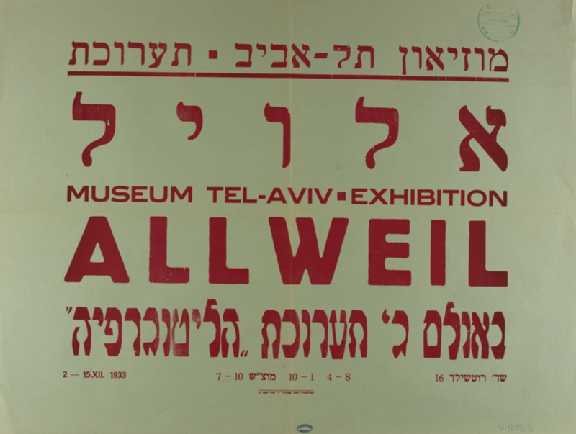 מוזיאון תל-אביב ▪ תערוכת
אלויל
MUSEUM TEL-AVIV ▪ EXHIBITION
ALLWEIL
באולם ג' תערוכת „הליטוגרפיה"
שד' רוטשילד 16 4-8 10-1 מוצ"ש 7-10 2 — 15.XII. 1933